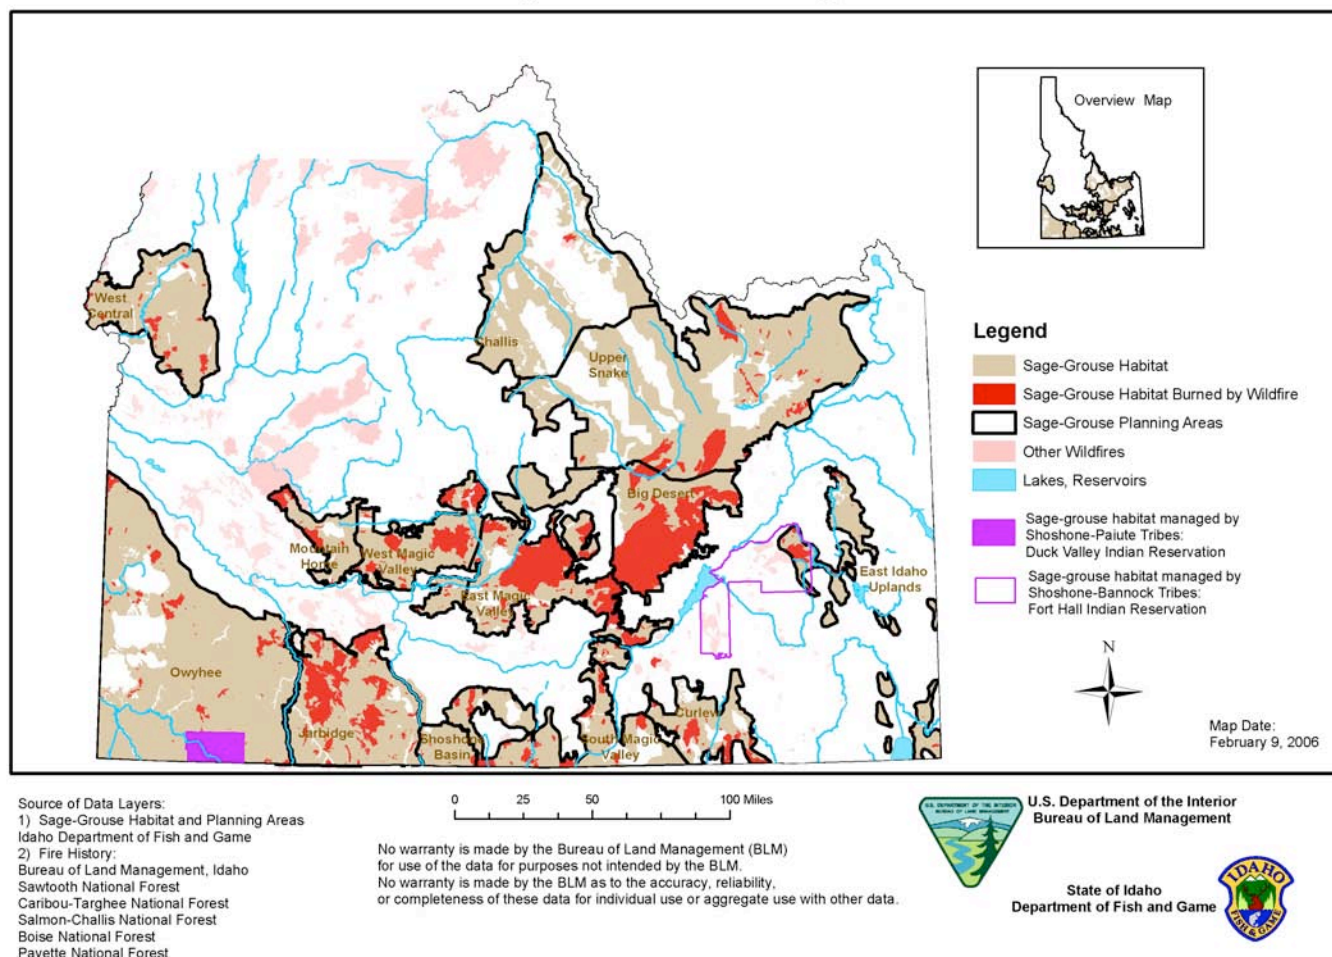 Overview Map
Legend
Sage-Grouse Habitat
Sage-Grouse Habitat Burned by Wildfire
Sage-Grouse Planning Areas
Other Wildfires
Lakes, Reservoirs
Sage-grouse habitat managed by
Shoshone-Paiute Tribes:
Duck Valley Indian Reservation
Sage-grouse habitat managed by
Shoshone-Bannock Tribes:
Fort Hall Indian Reservation
N
Map Date:
February 9, 2006
West
Central
Challis
Upper
Snake
Big Desert
Mountain
Home
West Magic
Valley
East Magic
Valley
East Idaho
Uplands
Owyhee
Jarbidge
Shoshone
Basin
South Magic
Valley
Curlew
Source of Data Layers:
1) Sage-Grouse Habitat and Planning Areas
Idaho Department of Fish and Game
2) Fire History:
Bureau of Land Management, Idaho
Sawtooth National Forest
Caribou-Targhee National Forest
Salmon-Challis National Forest
Boise National Forest
Payette National Forest
0 25 50 100 Miles
No warranty is made by the Bureau of Land Management (BLM)
for use of the data for purposes not intended by the BLM.
No warranty is made by the BLM as to the accuracy, reliability,
or completeness of these data for individual use or aggregate use with other data.
U.S. DEPARTMENT OF THE INTERIOR
BUREAU OF LAND MANAGEMENT
U.S. Department of the Interior
Bureau of Land Management
State of Idaho
Department of Fish and Game
IDAHO
FISH & GAME